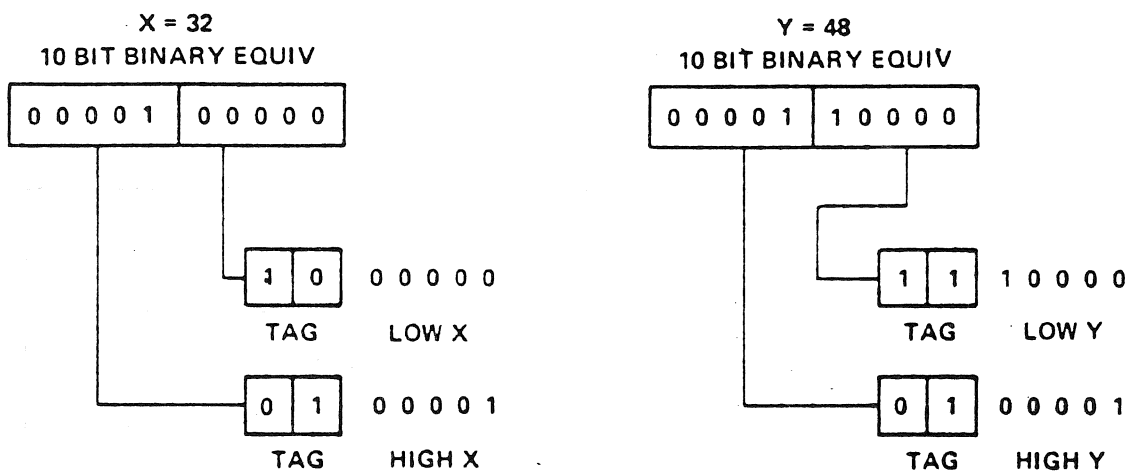 X = 32
10 BIT BINARY EQUIV
0 0 0 0 1 0 0 0 0 0
1 0 0 0 0 0 0
TAG LOW X
0 1 0 0 0 0 1
TAG HIGH X
Y = 48
10 BIT BINARY EQUIV
0 0 0 0 1 1 0 0 0 0
1 1 1 0 0 0 0
TAG LOW Y
0 1 0 0 0 0 1
TAG HIGH Y